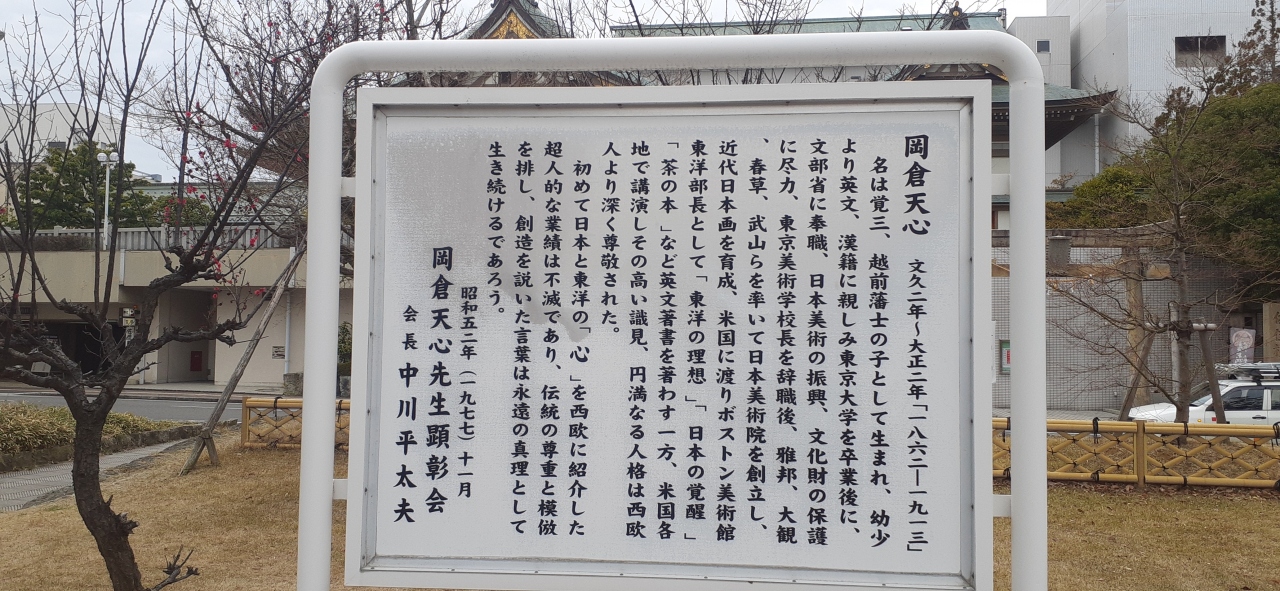 岡倉天心　文久二年～大正二年「一八六二―一九一三」
名は覚三、越前藩士の子として生まれ、幼少
より英文、漢籍に親しみ東京大学を卒業後に、
文部省に奉職、日本美術の振興、文化財の保護
に尽力、東京美術学校長を辞職後、雅邦、大観
、春草、武山らを率いて日本美術院を創立し、
近代日本画を育成、米国に渡りボストン美術館
東洋部長として「東洋の理想」「日本の覚醒」
「茶の本」など英文著書を著わす一方、米国各
地で講演しその高い識見、円満なる人格は西欧
人より深く尊敬された。
初めて日本と東洋の「心」を西欧に紹介した
超人的な業績は不滅であり、伝統の尊重と模倣
を排し、創造を説いた言葉は永遠の真理として
生き続けるであろう。
昭和五二年（一九七七）十一月
岡倉天心先生顕彰会
会長　中川平太夫